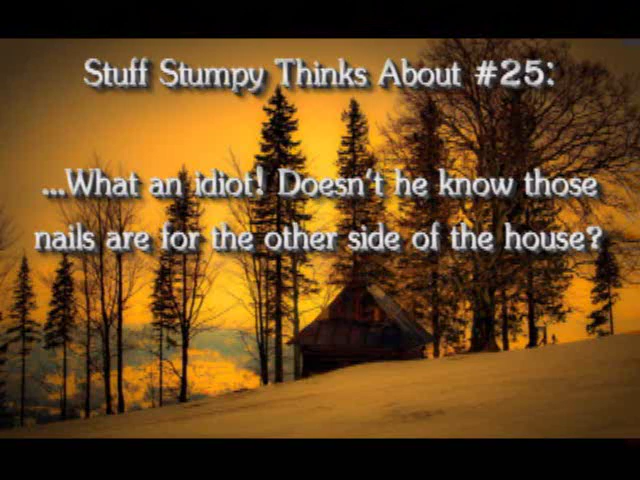 Stuff Stumpy Thinks About #25:
...What an idiot! Doesn't he know those
nails are for the other side of the house?